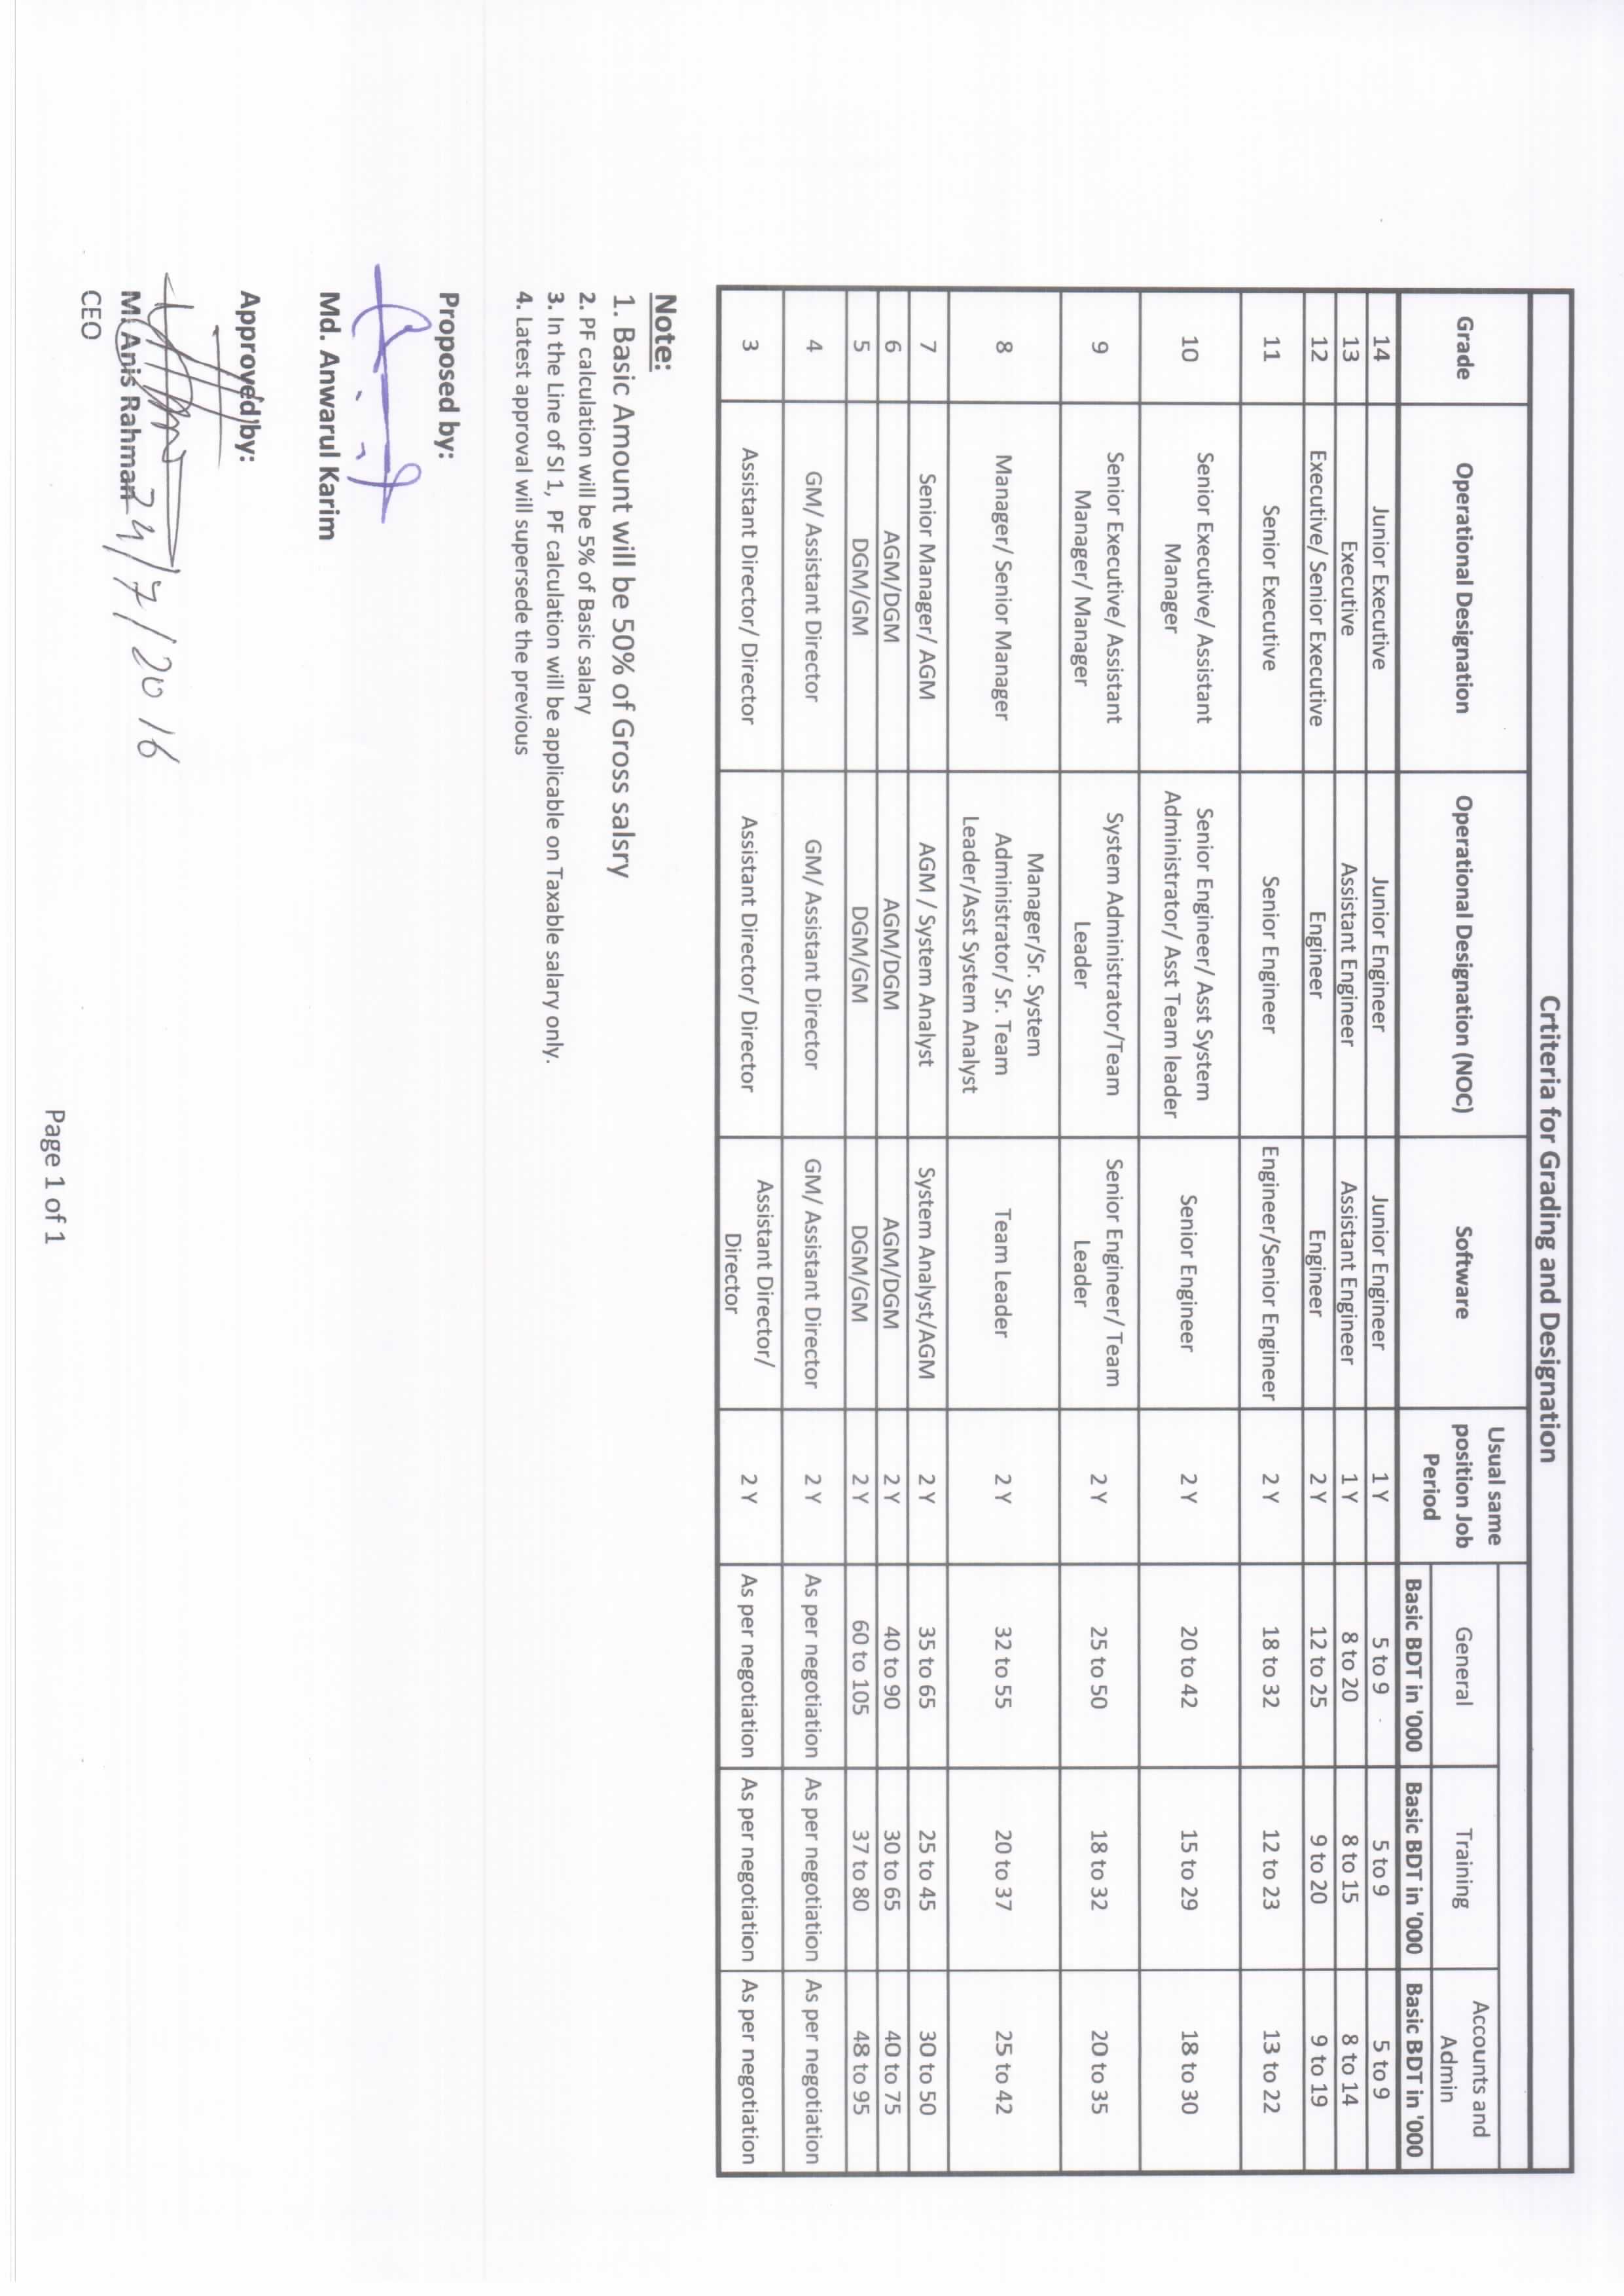 Crtiteria for Grading and Designation
Grade Operational Designation Operational Designation (NOC) Software Usual same position Job Period General Training Accounts and Admin
Basic BDT in '000 Basic BDT in '000 Basic BDT in '000
14 Junior Executive Junior Engineer Junior Engineer 1 Y 5 to 9 5 to 9 5 to 9
13 Executive Assistant Engineer Assistant Engineer 1 Y 8 to 20 8 to 15 8 to 14
12 Executive/ Senior Executive Engineer Engineer 2 Y 12 to 25 9 to 20 9 to 19
11 Senior Executive Senior Engineer Engineer/Senior Engineer 2 Y 18 to 32 12 to 23 13 to 22
10 Senior Executive/ Assistant Manager Senior Engineer/ Asst System Administrator/ Asst Team leader Senior Engineer 2 Y 20 to 42 15 to 29 18 to 30
9 Senior Executive/ Assistant Manager/ Manager System Administrator/Team Leader Senior Engineer/ Team Leader 2 Y 25 to 50 18 to 32 20 to 35
8 Manager/ Senior Manager Manager/Sr. System Administrator/ Sr. Team Leader/Asst System Analyst Team Leader 2 Y 32 to 55 20 to 37 25 to 42
7 Senior Manager/ AGM AGM / System Analyst System Analyst/AGM 2 Y 35 to 65 25 to 45 30 to 50
6 AGM/DGM AGM/DGM AGM/DGM 2 Y 40 to 90 30 to 65 40 to 75
5 DGM/GM DGM/GM DGM/GM 2 Y 60 to 105 37 to 80 48 to 95
4 GM/ Assistant Director GM/ Assistant Director GM/ Assistant Director 2 Y As per negotiation As per negotiation As per negotiation
3 Assistant Director/ Director Assistant Director/ Director Assistant Director/ Director 2 Y As per negotiation As per negotiation As per negotiation
Note:
1. Basic Amount will be 50% of Gross salsry
2. PF calculation will be 5% of Basic salary
3. In the Line of Sl 1, PF calculation will be applicable on Taxable salary only.
4. Latest approval will supersede the previous
Proposed by:
Md. Anwarul Karim
Approved by:
M. Anis Rahman 24/7/2016
CEO
Page 1 of 1